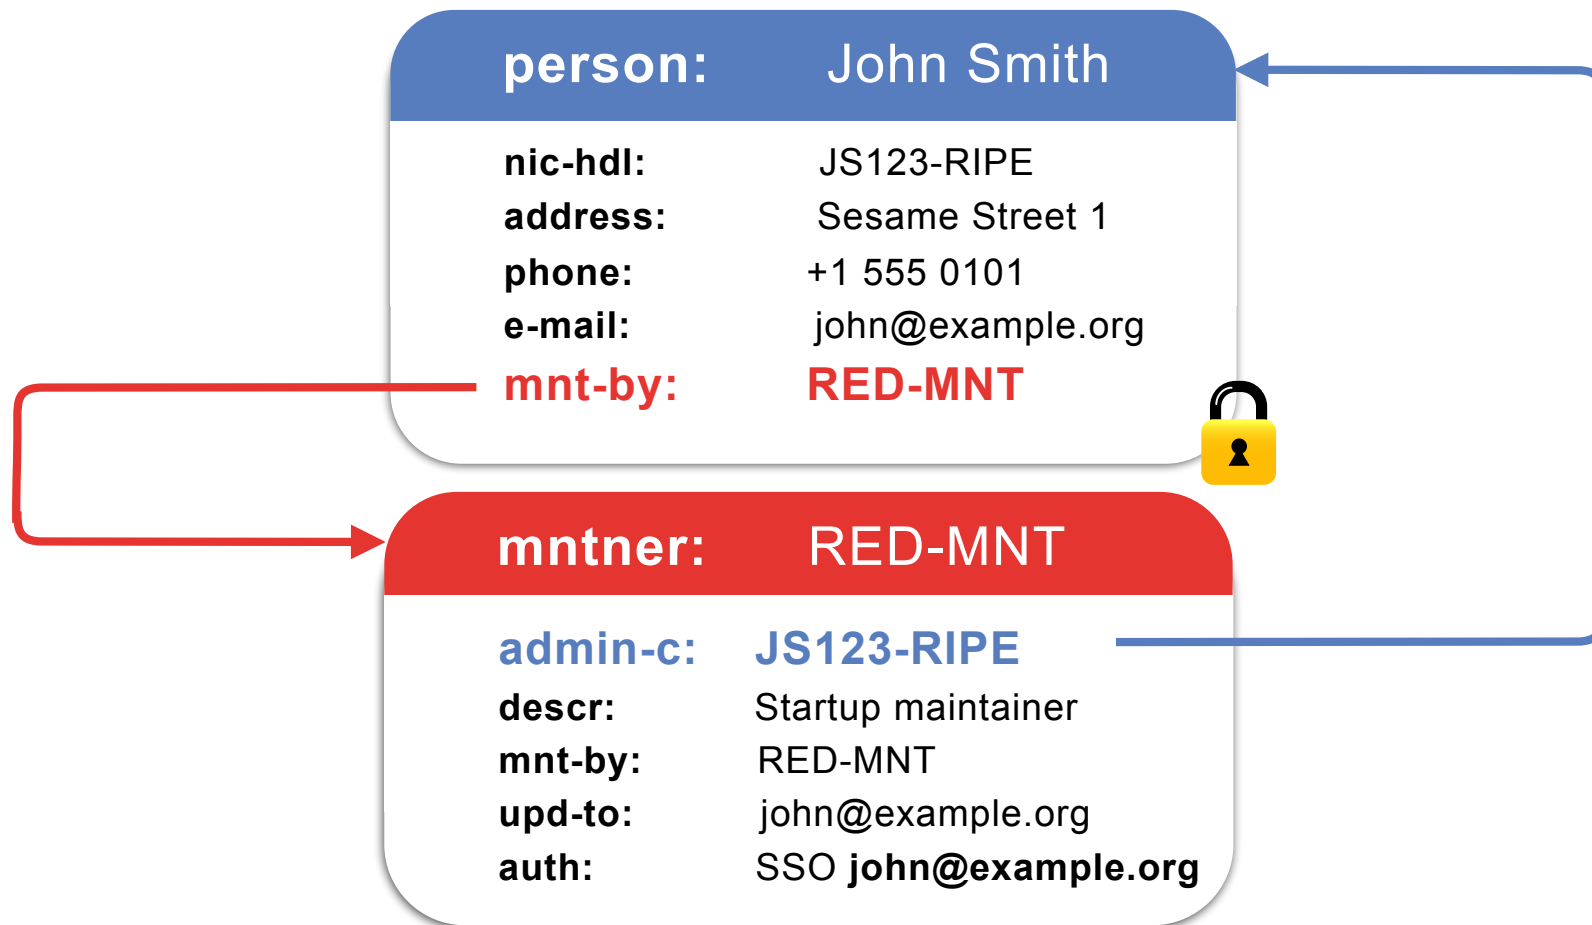 person: John Smith
nic-hdl: JS123-RIPE
address: Sesame Street 1
phone: +1 555 0101
e-mail: john@example.org
mnt-by: RED-MNT
mntner: RED-MNT
admin-c: JS123-RIPE
descr: Startup maintainer
mnt-by: RED-MNT
upd-to: john@example.org
auth: SSO john@example.org